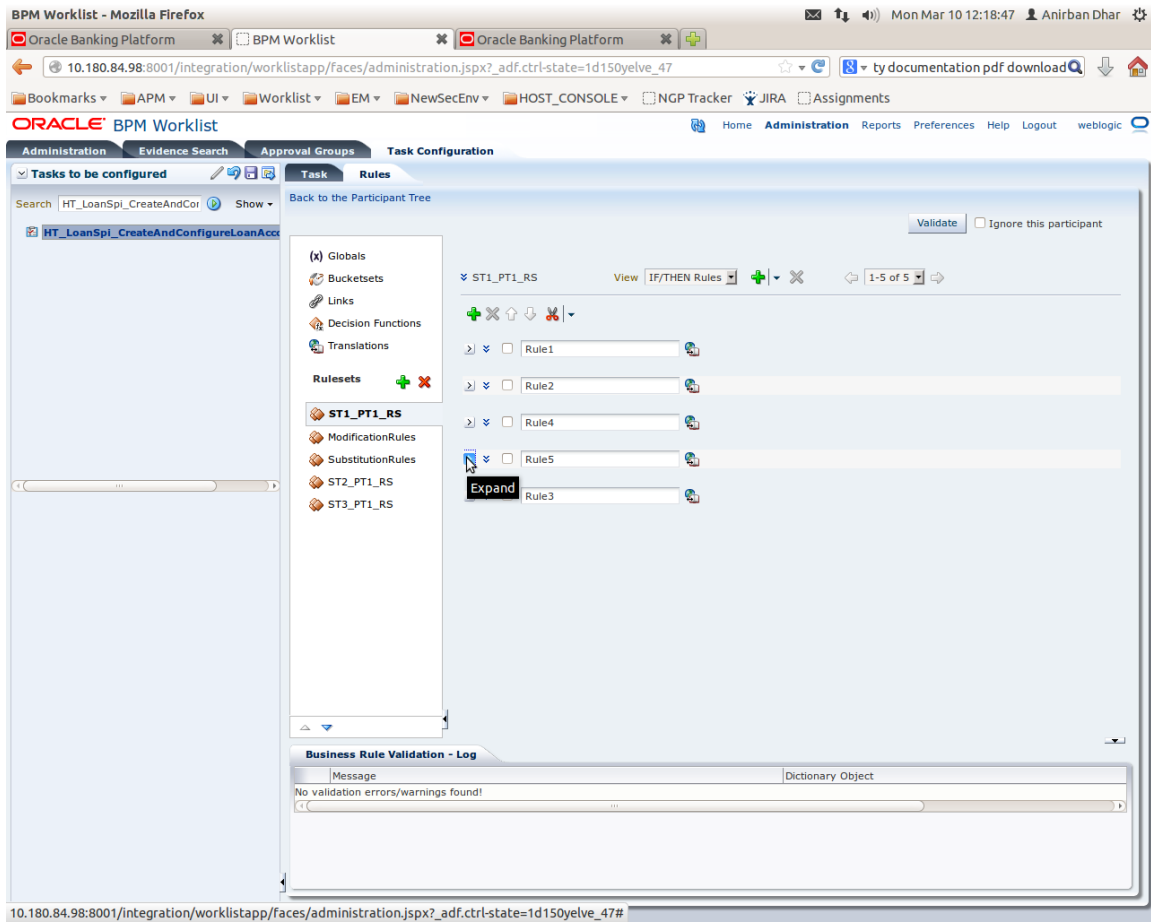 BPM Worklist - Mozilla Firefox
Mon Mar 10 12:18:47 Anirban Dhar
Oracle Banking Platform BPM Worklist Oracle Banking Platform
10.180.84.98:8001/integration/worklistapp/faces/administration.jspx?_adf.ctrl-state=1d150yelve_47 ty documentation pdf download
Bookmarks APM UI Worklist EM NewSecEnv HOST_CONSOLE NGP Tracker JIRA Assignments
ORACLE BPM Worklist
Home Administration Reports Preferences Help Logout weblogic
Administration Evidence Search Approval Groups Task Configuration
Tasks to be configured
Task Rules
Search HT_LoanSpi_CreateAndCor Show
Back to the Participant Tree
Validate Ignore this participant
HT_LoanSpi_CreateAndConfigureLoanAcco
(x) Globals
Bucketsets
Links
Decision Functions
Translations
Rulesets
ST1_PT1_RS
ModificationRules
SubstitutionRules
ST2_PT1_RS
ST3_PT1_RS
ST1_PT1_RS View IF/THEN Rules 1-5 of 5
Rule1
Rule2
Rule4
Rule5
Expand
Rule3
Business Rule Validation - Log
Message Dictionary Object
No validation errors/warnings found!
10.180.84.98:8001/integration/worklistapp/faces/administration.jspx?_adf.ctrl-state=1d150yelve_47#